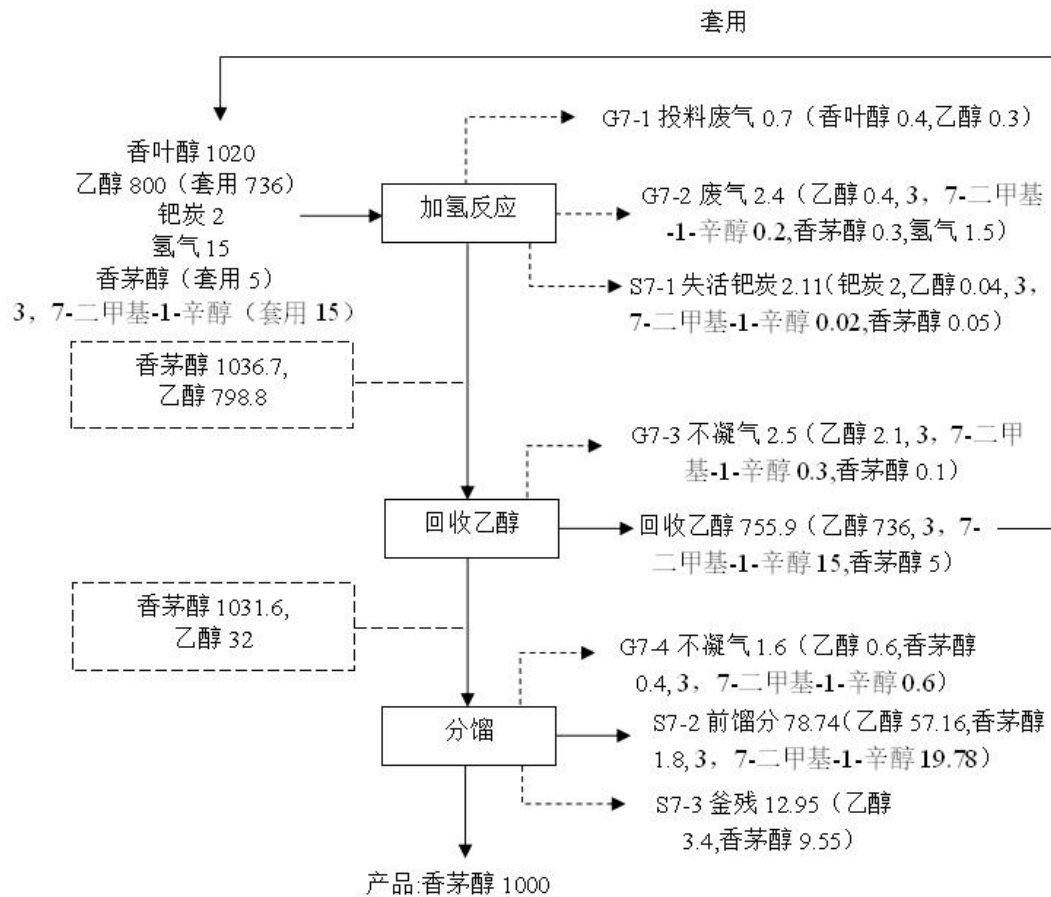 套用
G7-1 投料废气 0.7（香叶醇 0.4,乙醇 0.3）
香叶醇 1020
乙醇 800（套用 736）
钯炭 2
氢气 15
香茅醇（套用 5）
3，7-二甲基-1-辛醇（套用 15）
加氢反应
G7-2 废气 2.4（乙醇 0.4, 3，7-二甲基
-1-辛醇 0.2,香茅醇 0.3,氢气 1.5）
S7-1 失活钯炭 2.11(钯炭 2,乙醇 0.04, 3，
7-二甲基-1-辛醇 0.02,香茅醇 0.05）
香茅醇 1036.7,
乙醇 798.8
G7-3 不凝气 2.5（乙醇 2.1, 3，7-二甲
基-1-辛醇 0.3,香茅醇 0.1）
回收乙醇
回收乙醇 755.9（乙醇 736, 3，7-
二甲基-1-辛醇 15,香茅醇 5）
香茅醇 1031.6,
乙醇 32
G7-4 不凝气 1.6（乙醇 0.6,香茅醇
0.4, 3，7-二甲基-1-辛醇 0.6）
分馏
S7-2 前馏分 78.74(乙醇 57.16,香茅醇
1.8, 3，7-二甲基-1-辛醇 19.78）
S7-3 釜残 12.95（乙醇
3.4,香茅醇 9.55）
产品:香茅醇 1000